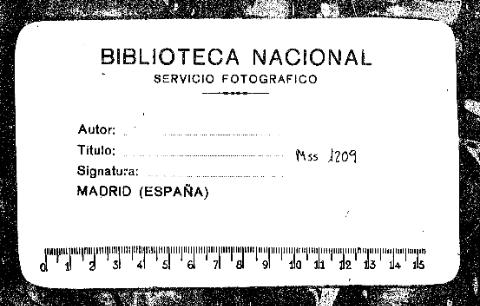 BIBLIOTECA NACIONAL
SERVICIO FOTOGRAFICO
Autor:
Título:
Mss 1209
Signatura:
MADRID (ESPAÑA)
0 1 2 3 4 5 6 7 8 9 10 11 12 13 14 15